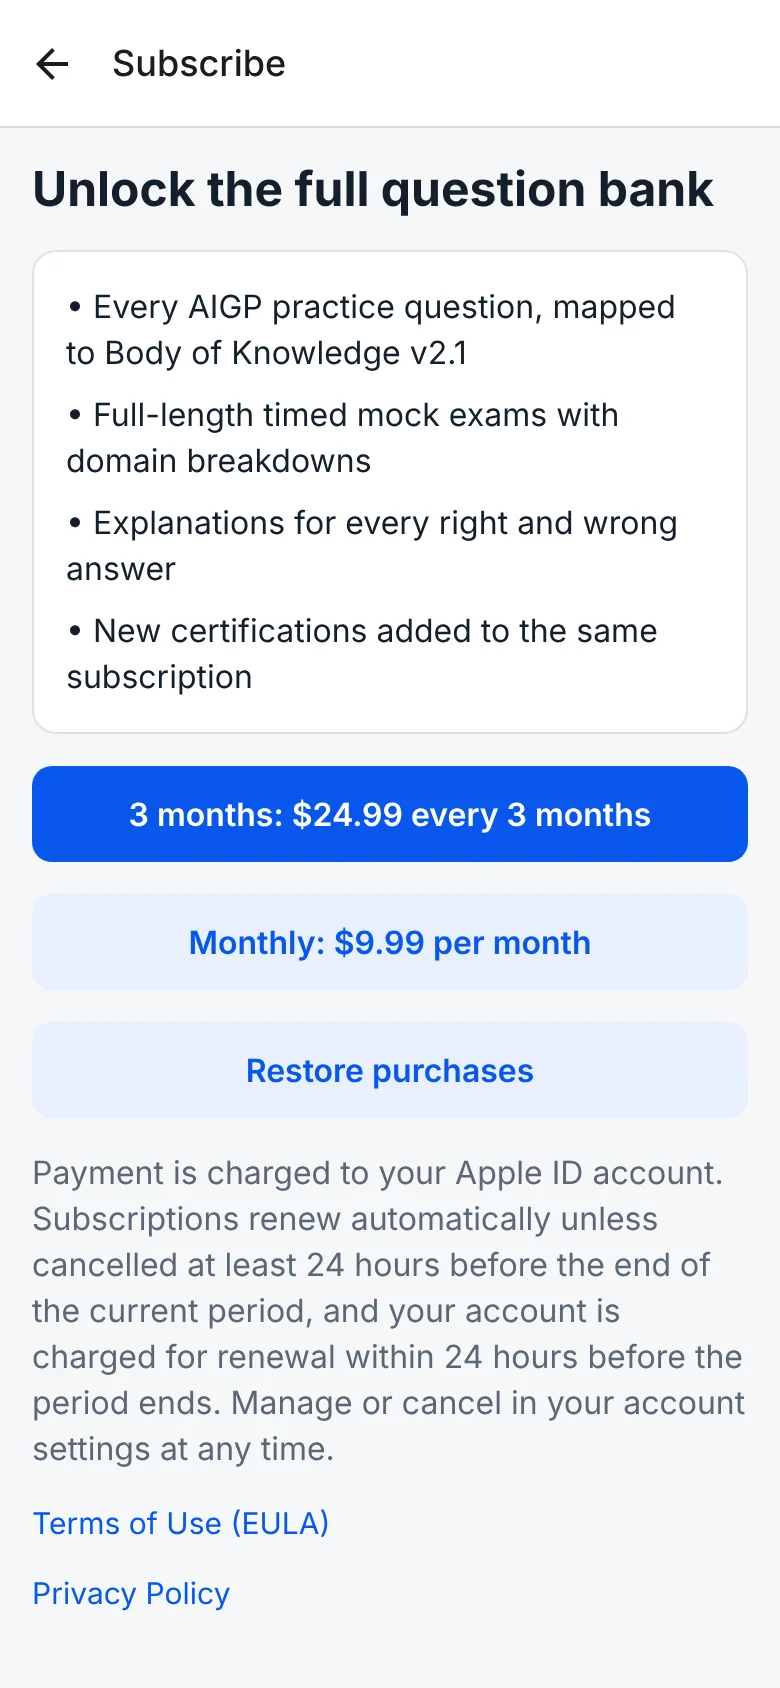 Subscribe
Unlock the full question bank
• Every AIGP practice question, mapped
to Body of Knowledge v2.1
• Full-length timed mock exams with
domain breakdowns
• Explanations for every right and wrong
answer
• New certifications added to the same
subscription
3 months: $24.99 every 3 months
Monthly: $9.99 per month
Restore purchases
Payment is charged to your Apple ID account.
Subscriptions renew automatically unless
cancelled at least 24 hours before the end of
the current period, and your account is
charged for renewal within 24 hours before the
period ends. Manage or cancel in your account
settings at any time.
Terms of Use (EULA)
Privacy Policy